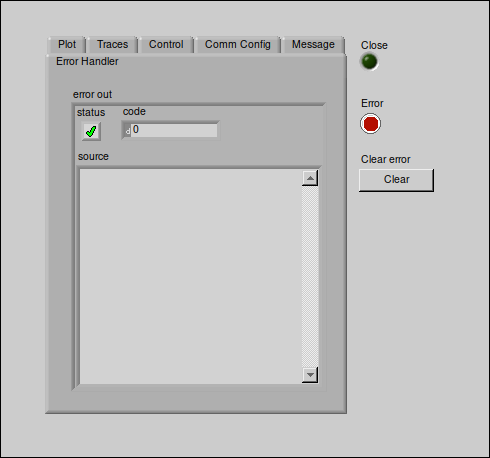 Plot Traces Control Comm Config Message
Error Handler
error out
status code
d 0
source
Close
Error
Clear error
Clear